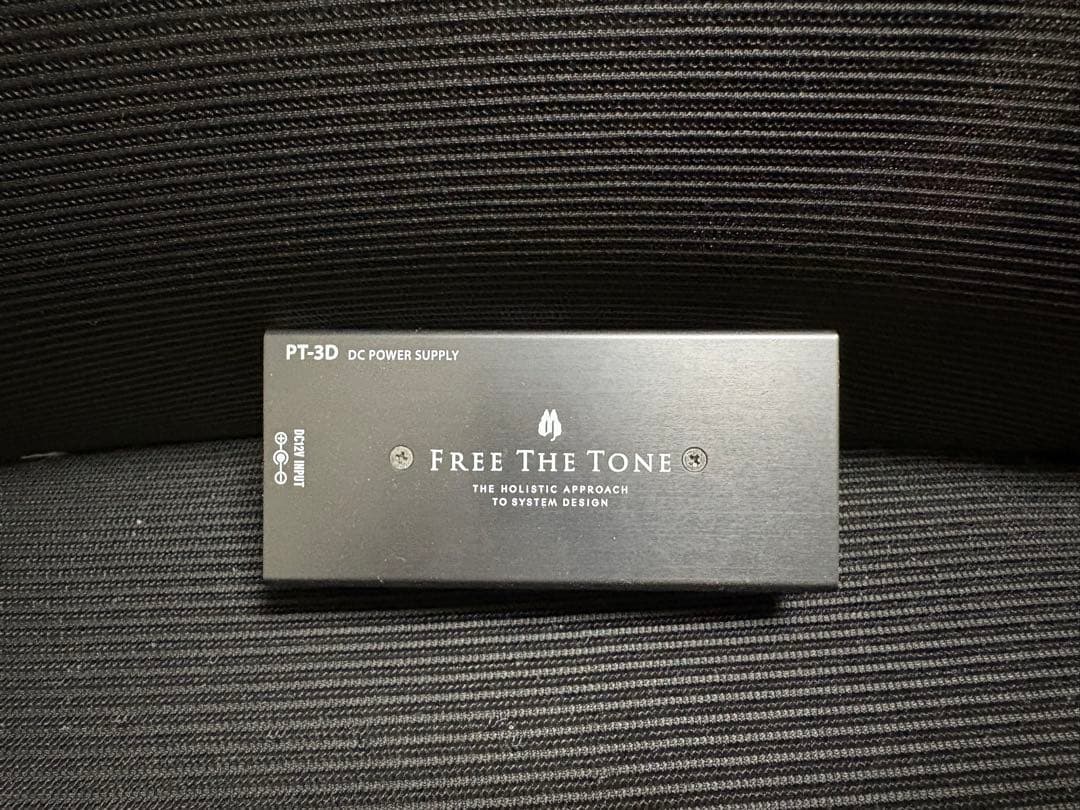 PT-3D DC POWER SUPPLY
DC12V INPUT
FREE THE TONE
THE HOLISTIC APPROACH
TO SYSTEM DESIGN